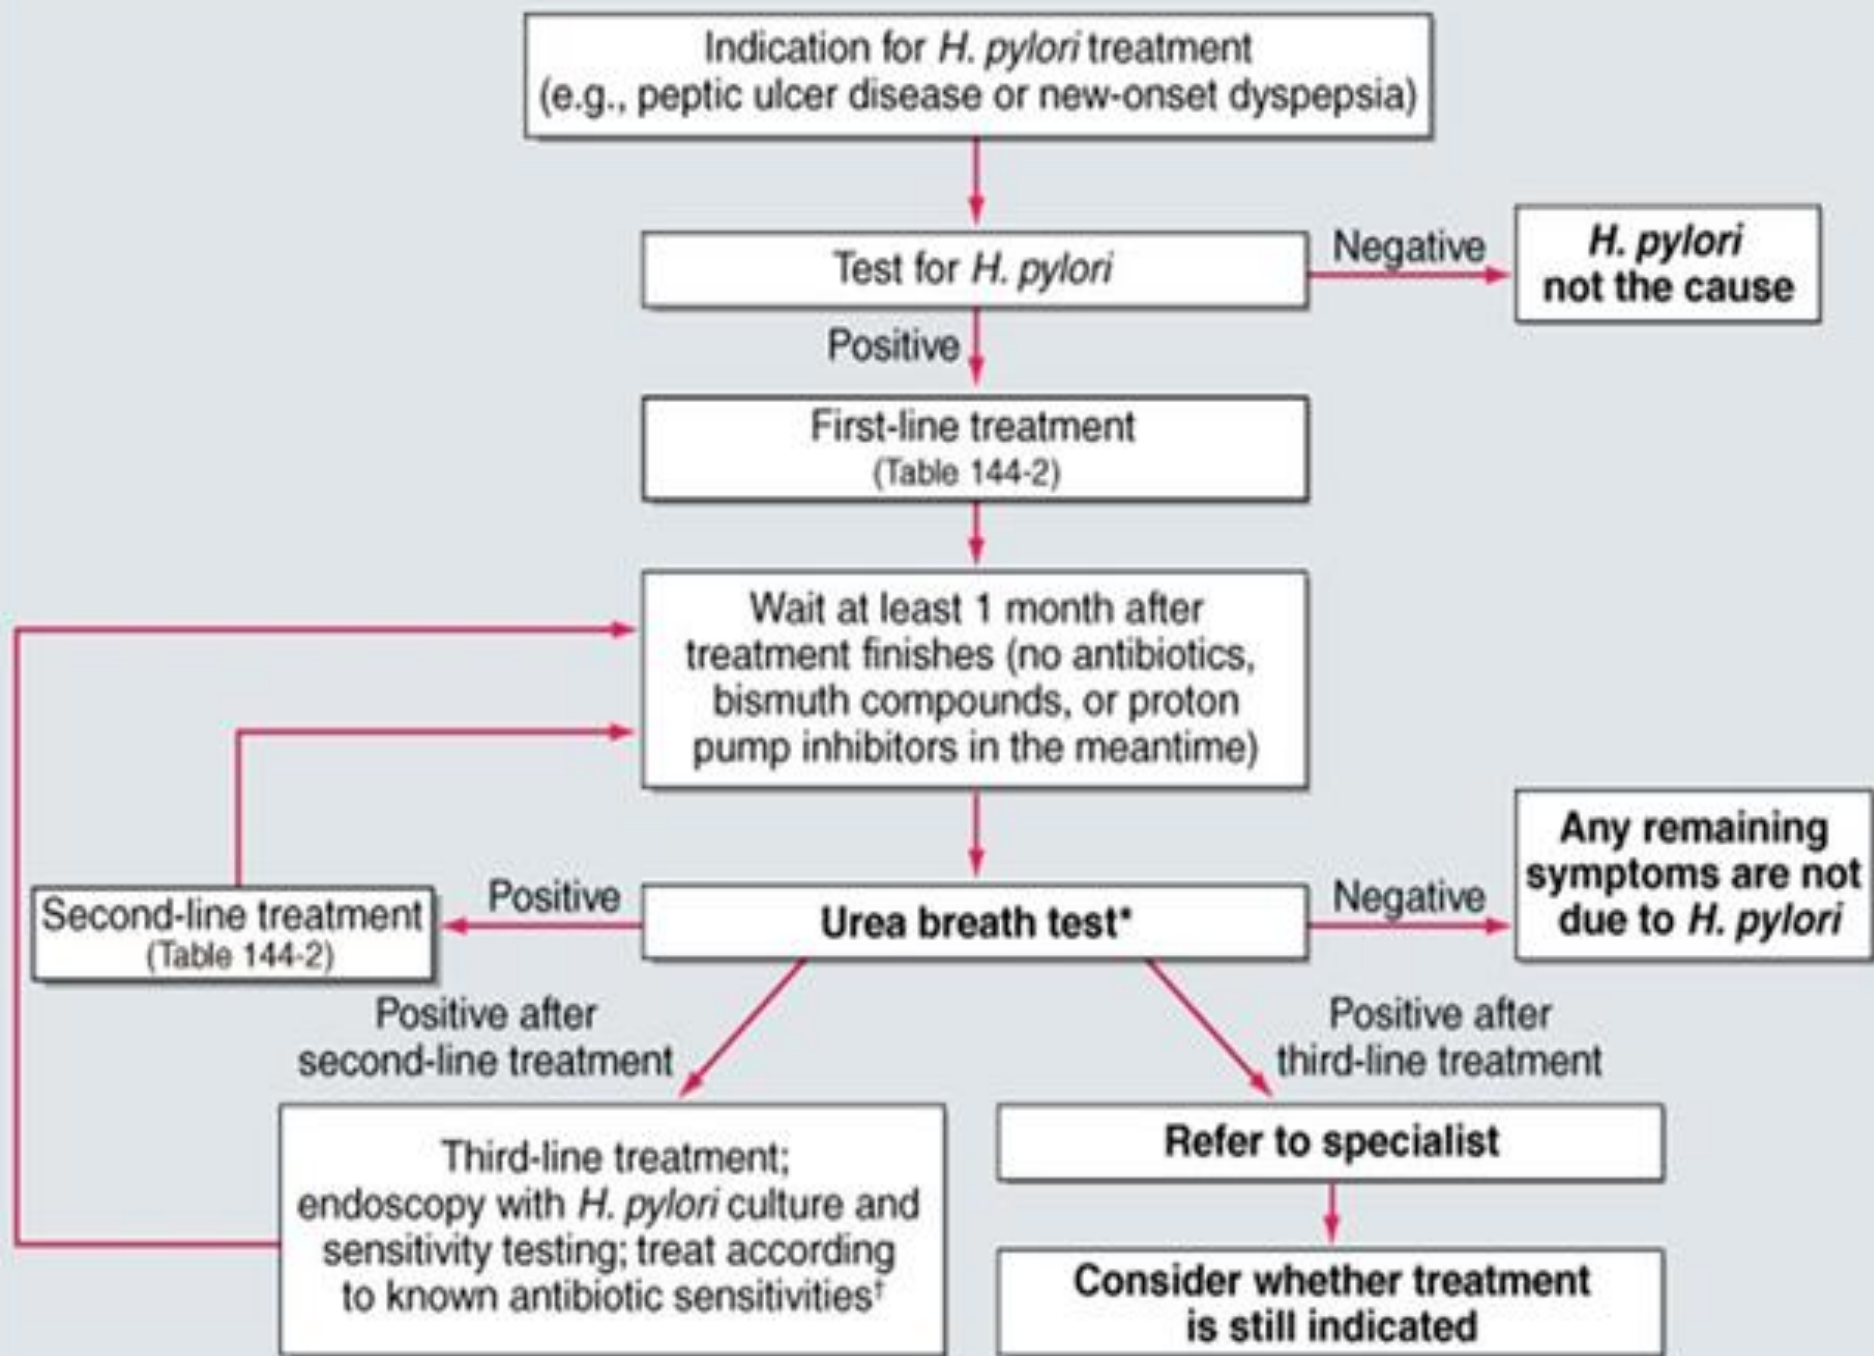 Indication for H. pylori treatment
(e.g., peptic ulcer disease or new-onset dyspepsia)
Test for H. pylori
Negative
H. pylori
not the cause
Positive
First-line treatment
(Table 144-2)
Wait at least 1 month after
treatment finishes (no antibiotics,
bismuth compounds, or proton
pump inhibitors in the meantime)
Second-line treatment
(Table 144-2)
Positive
Urea breath test*
Negative
Any remaining
symptoms are not
due to H. pylori
Positive after
second-line treatment
Positive after
third-line treatment
Third-line treatment;
endoscopy with H. pylori culture and
sensitivity testing; treat according
to known antibiotic sensitivities†
Refer to specialist
Consider whether treatment
is still indicated